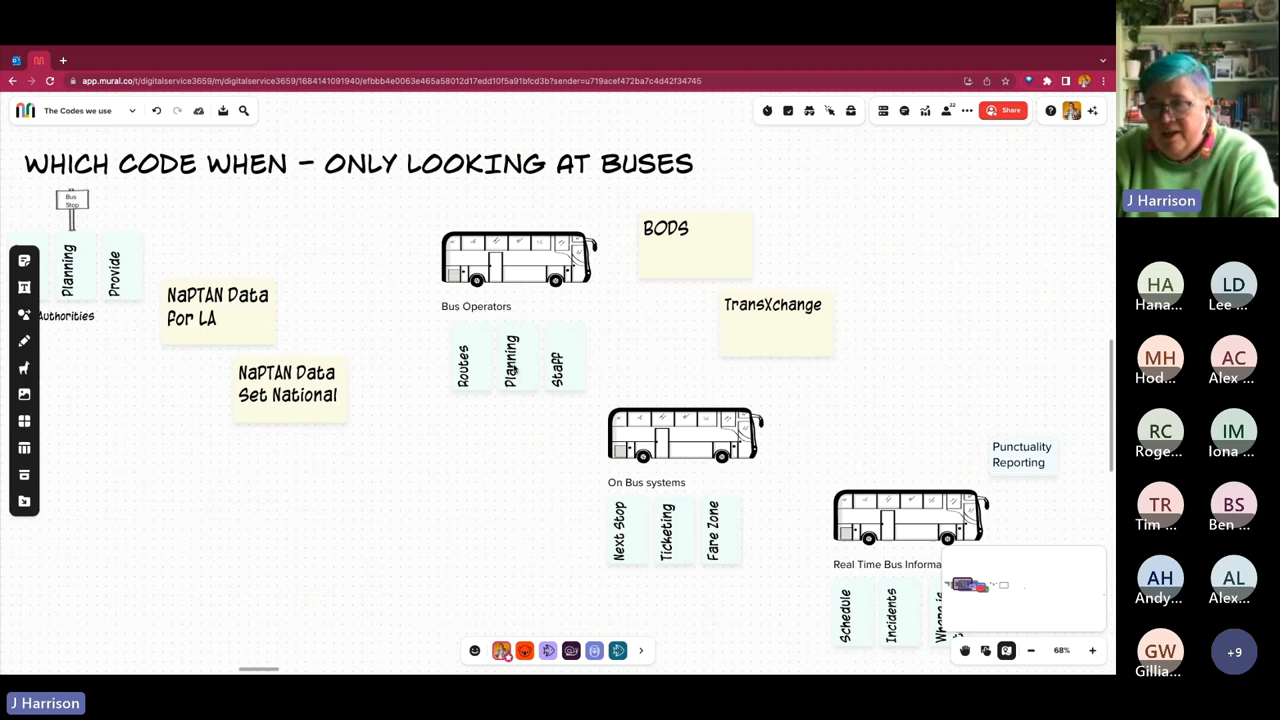 app.mural.co/t/digitalservice3659/m/digitalservice3659/1684141091940/efbbb4e0063e465a58012d17edd10f5a91bfcd3b?sender=u719acef472ba7c4d42f34745
The Codes we use
22
Share
WHICH CODE WHEN - ONLY LOOKING AT BUSES
Bus
Stop
Planning
Provide
Authorities
NaPTAN Data
for LA
NaPTAN Data
Set National
Bus Operators
Routes
Planning
Staff
BODS
TransXchange
On Bus systems
Next Stop
Ticketing
Fare Zone
Punctuality
Reporting
Real Time Bus Informa
Schedule
Incidents
68%
J Harrison
HA
Hana...
LD
Lee ...
MH
Hod...
AC
Alex ...
RC
Roge...
IM
Iona ...
TR
Tim ...
BS
Ben ...
AH
Andy...
AL
Alex...
GW
Gillia...
+9
J Harrison